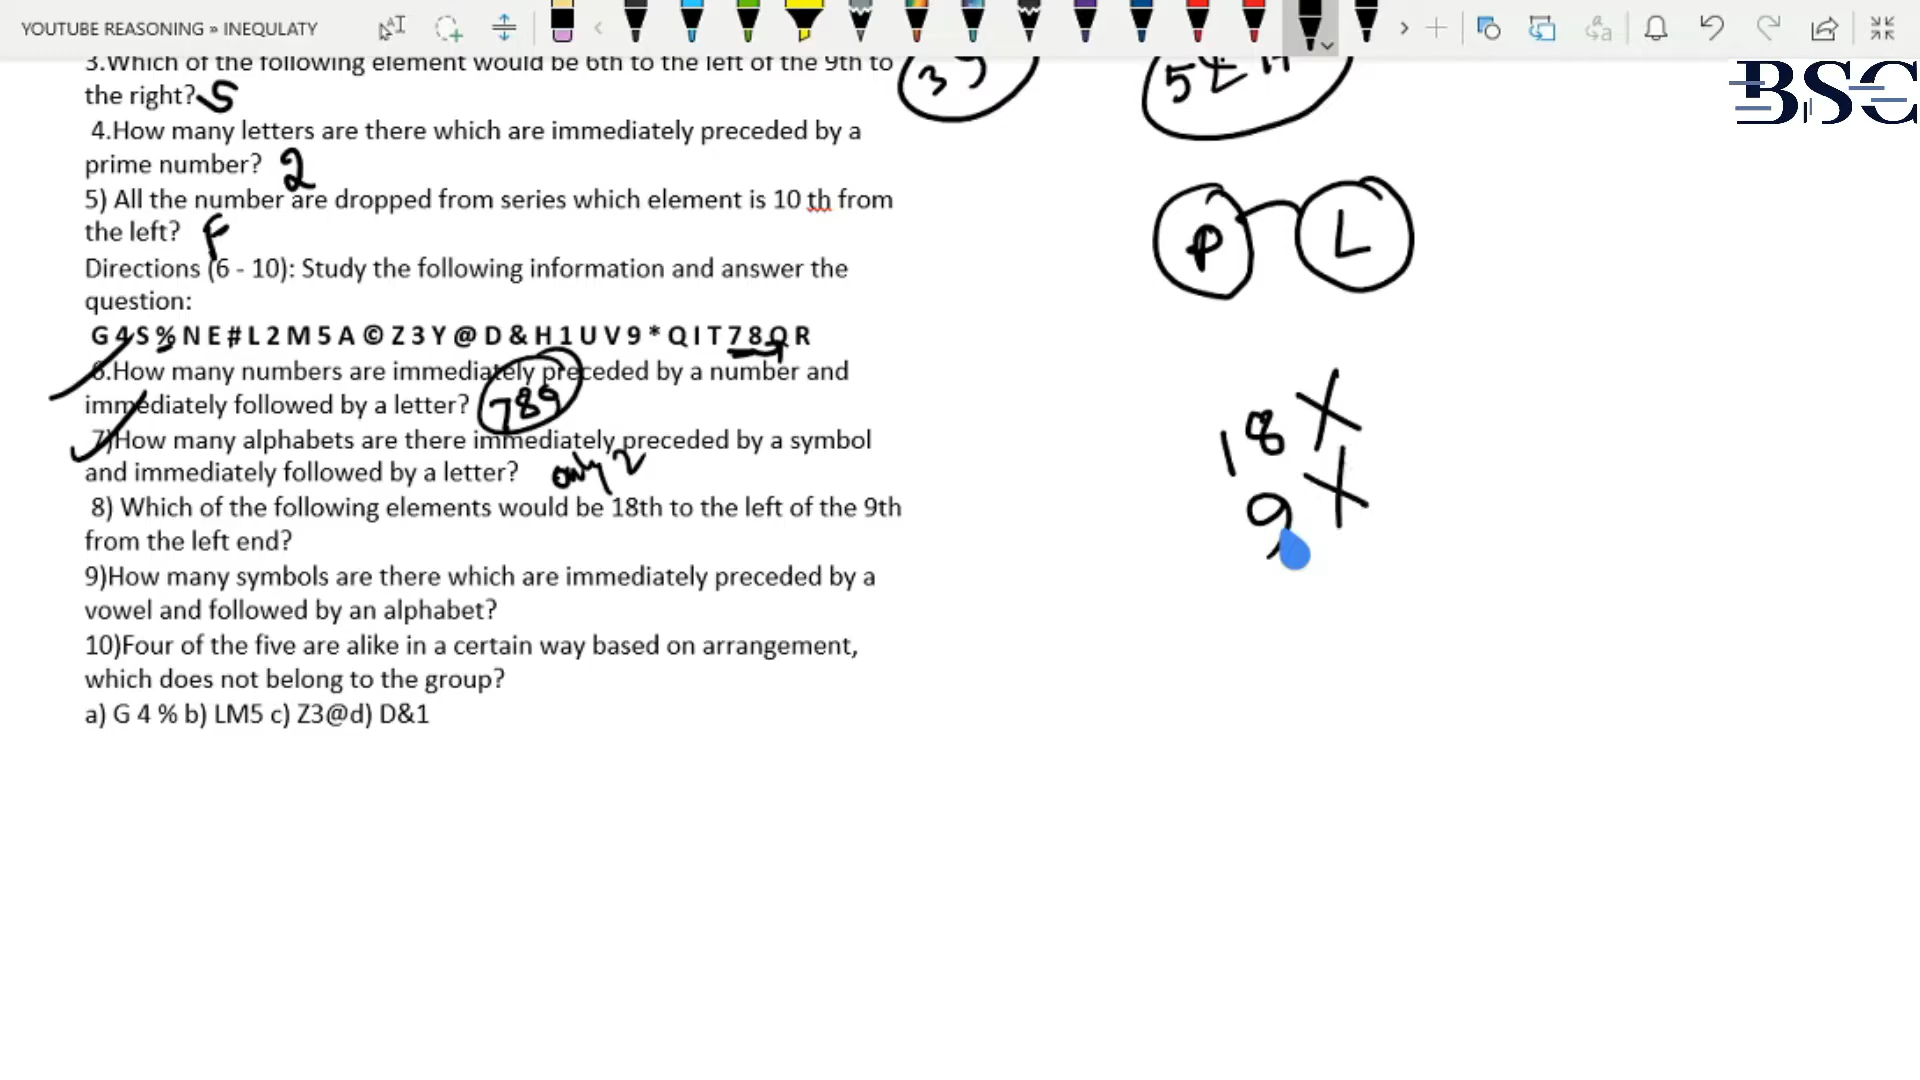 YOUTUBE REASONING » INEQULATY
BSC
3.Which of the following element would be 6th to the left of the 9th to
the right? S
4.How many letters are there which are immediately preceded by a
prime number? 2
5) All the number are dropped from series which element is 10 th from
the left? F
Directions (6 - 10): Study the following information and answer the
question:
G 4 S % N E # L 2 M 5 A © Z 3 Y @ D & H 1 U V 9 * Q I T 7 8 Q R
6.How many numbers are immediately preceded by a number and
immediately followed by a letter? 789
7)How many alphabets are there immediately preceded by a symbol
and immediately followed by a letter? only 2
8) Which of the following elements would be 18th to the left of the 9th
from the left end?
9)How many symbols are there which are immediately preceded by a
vowel and followed by an alphabet?
10)Four of the five are alike in a certain way based on arrangement,
which does not belong to the group?
a) G 4 % b) LM5 c) Z3@d) D&1
P L
18
9